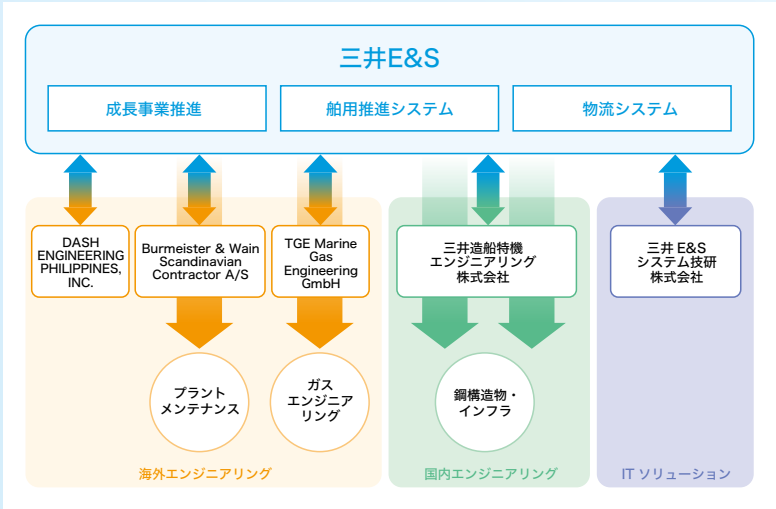 三井E&S
成長事業推進
舶用推進システム
物流システム
DASH
ENGINEERING
PHILIPPINES,
INC.
Burmeister & Wain
Scandinavian
Contractor A/S
TGE Marine
Gas
Engineering
GmbH
三井造船特機
エンジニアリング
株式会社
三井 E&S
システム技研
株式会社
プラント
メンテナンス
ガス
エンジニア
リング
鋼構造物・
インフラ
海外エンジニアリング
国内エンジニアリング
IT ソリューション